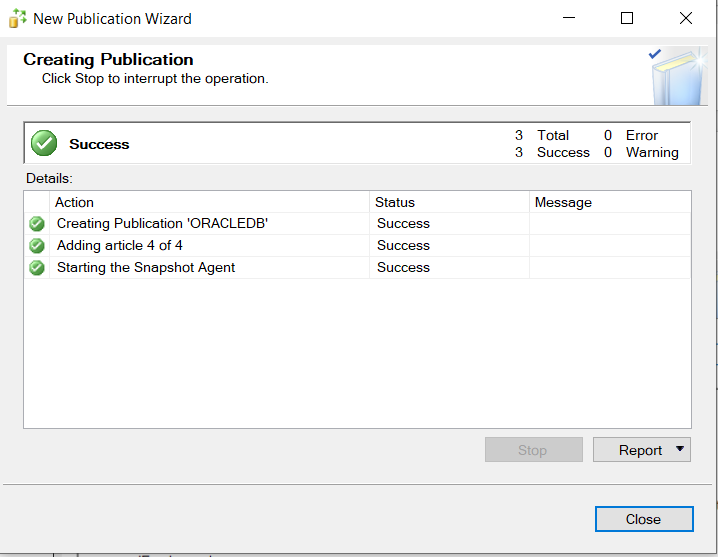 New Publication Wizard
Creating Publication
Click Stop to interrupt the operation.
Success
3 Total 0 Error
3 Success 0 Warning
Details:
Action Status Message
Creating Publication 'ORACLEDB' Success
Adding article 4 of 4 Success
Starting the Snapshot Agent Success
Stop Report
Close